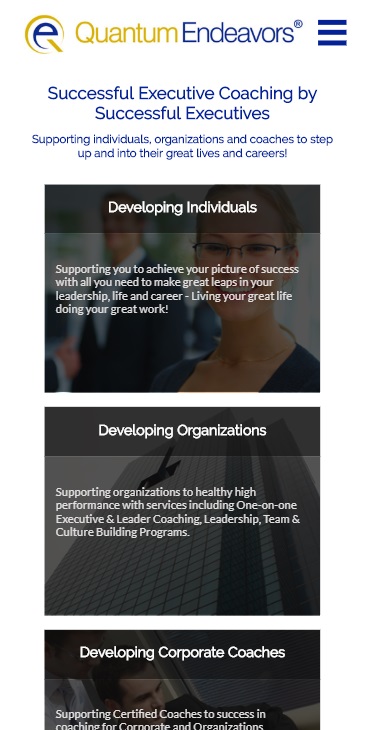 Quantum Endeavors®
Successful Executive Coaching by
Successful Executives
Supporting individuals, organizations and coaches to step
up and into their great lives and careers!
Developing Individuals
Supporting you to achieve your picture of success
with all you need to make great leaps in your
leadership, life and career - Living your great life
doing your great work!
Developing Organizations
Supporting organizations to healthy high
performance with services including One-on-one
Executive & Leader Coaching, Leadership, Team &
Culture Building Programs.
Developing Corporate Coaches
Supporting Certified Coaches to success in
coaching for Corporate and Organizations